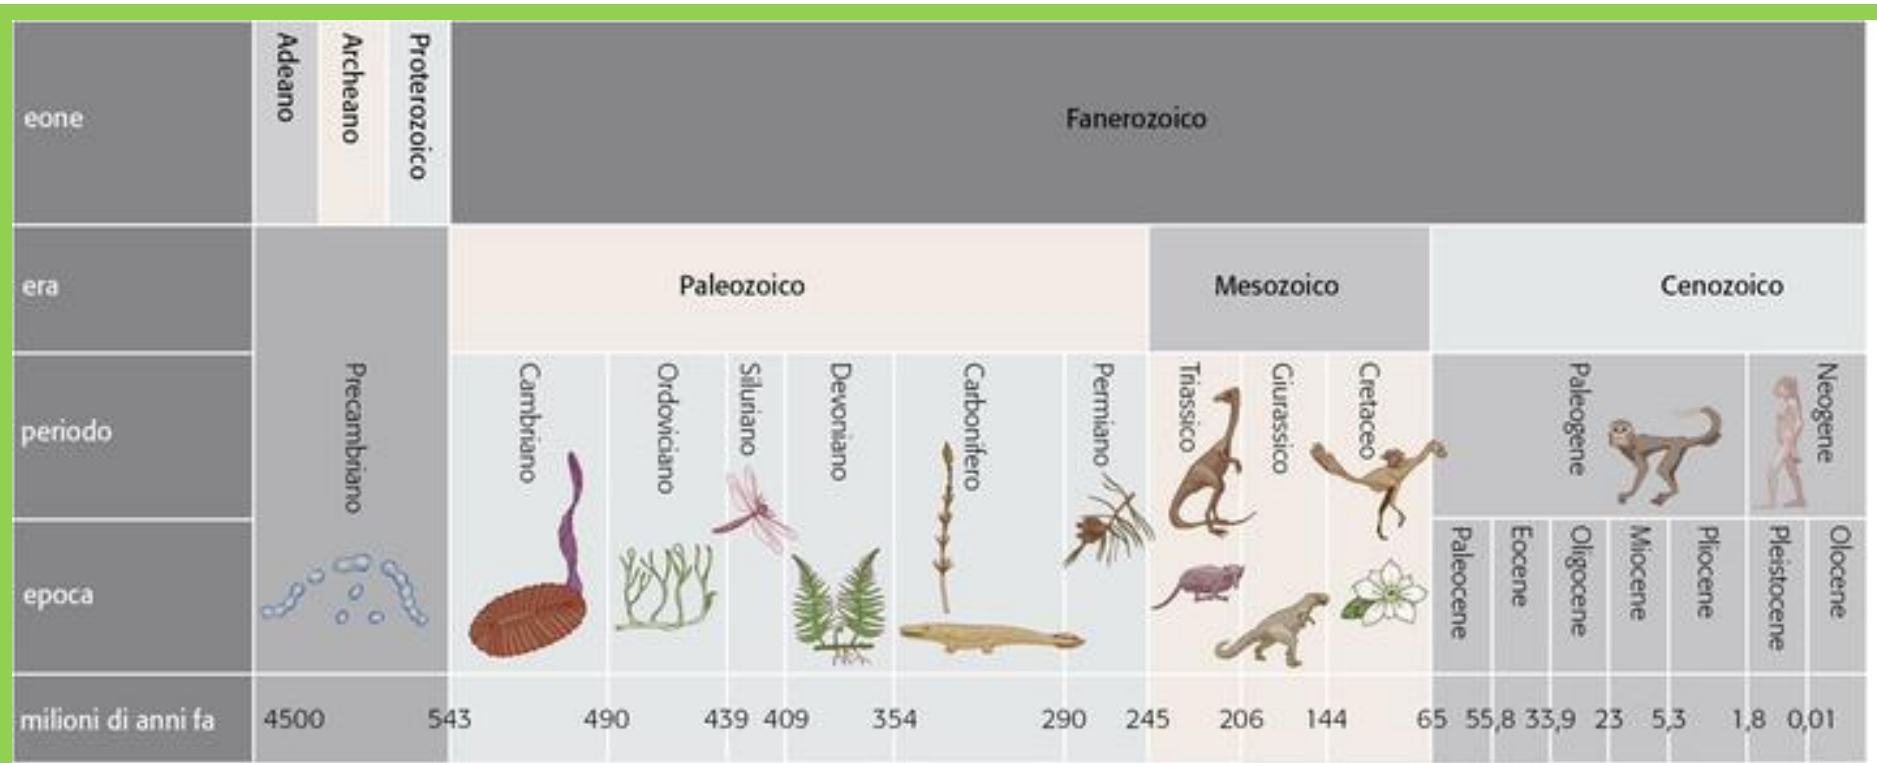 eone
Adeano
Archeano
Proterozoico
Fanerozoico
era
Paleozoico
Mesozoico
Cenozoico
periodo
Precambriano
Cambriano
Ordoviciano
Siluriano
Devoniano
Carbonifero
Permiano
Triassico
Giurassico
Cretaceo
Paleogene
Neogene
epoca
Paleocene
Eocene
Oligocene
Miocene
Pliocene
Pleistocene
Olocene
milioni di anni fa 4500 543 490 439 409 354 290 245 206 144 65 55,8 33,9 23 5,3 1,8 0,01